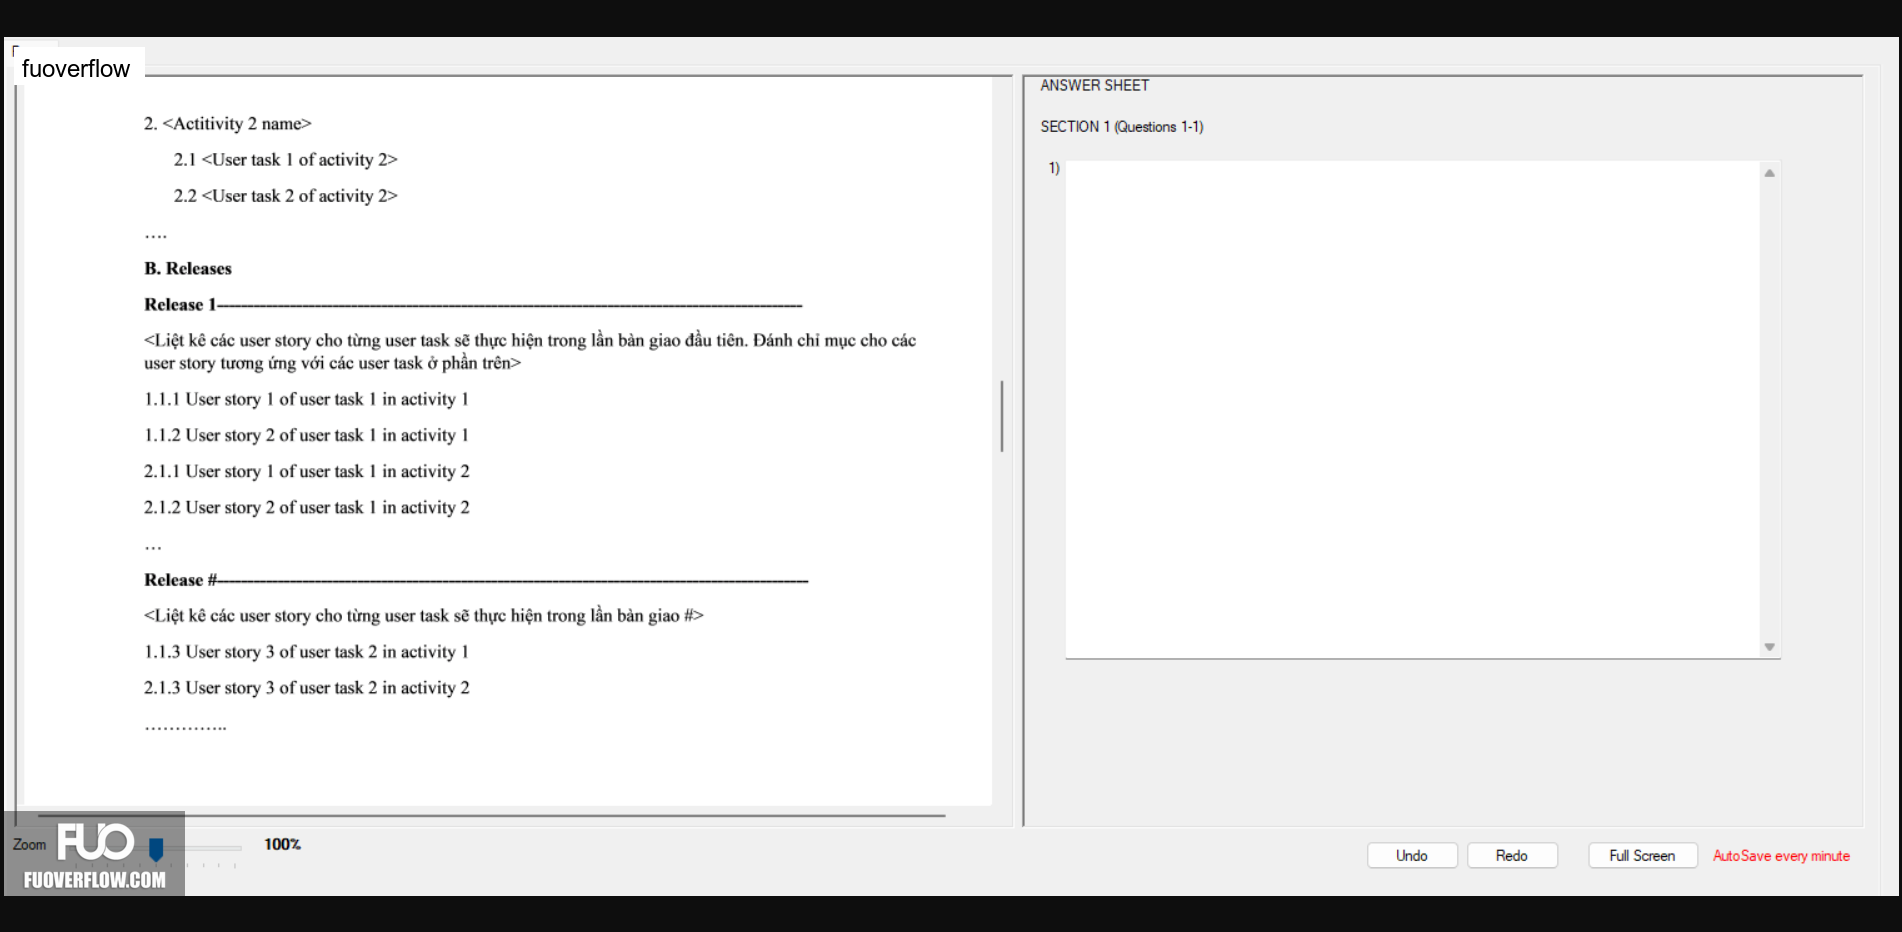 fuoverflow
2. <Actitivity 2 name>
2.1 <User task 1 of activity 2>
2.2 <User task 2 of activity 2>
....
B. Releases
Release 1
<Liệt kê các user story cho từng user task sẽ thực hiện trong lần bàn giao đầu tiên. Đánh chỉ mục cho các
user story tương ứng với các user task ở phần trên>
1.1.1 User story 1 of user task 1 in activity 1
1.1.2 User story 2 of user task 1 in activity 1
2.1.1 User story 1 of user task 1 in activity 2
2.1.2 User story 2 of user task 1 in activity 2
...
Release #
<Liệt kê các user story cho từng user task sẽ thực hiện trong lần bàn giao #>
1.1.3 User story 3 of user task 2 in activity 1
2.1.3 User story 3 of user task 2 in activity 2
..............
ANSWER SHEET
SECTION 1 (Questions 1-1)
1)
Zoom
100%
FUO
FUOVERFLOW.COM
Undo
Redo
Full Screen
AutoSave every minute